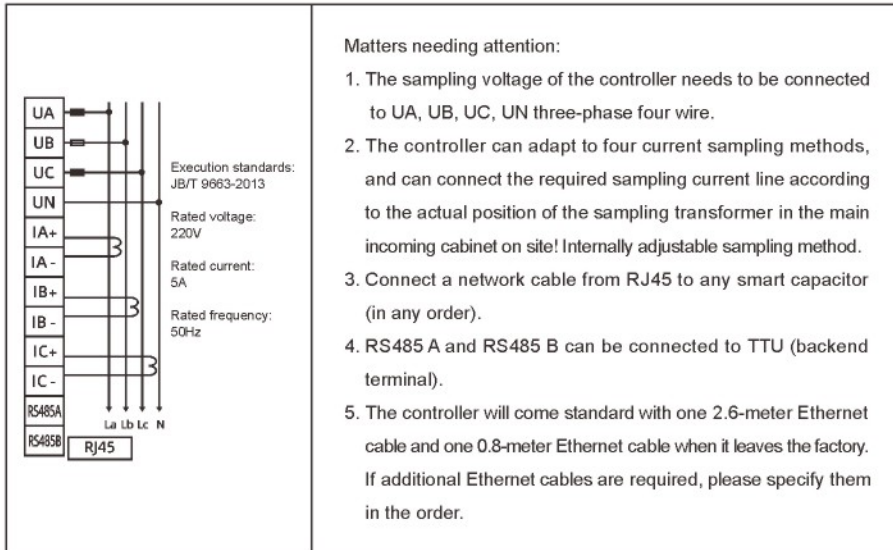 UA
UB
UC
UN
IA+
IA -
IB+
IB -
IC+
IC -
RS485A
RS485B
RJ45
La Lb Lc N
Execution standards:
JB/T 9663-2013
Rated voltage:
220V
Rated current:
5A
Rated frequency:
50Hz
Matters needing attention:
1. The sampling voltage of the controller needs to be connected
to UA, UB, UC, UN three-phase four wire.
2. The controller can adapt to four current sampling methods,
and can connect the required sampling current line according
to the actual position of the sampling transformer in the main
incoming cabinet on site! Internally adjustable sampling method.
3. Connect a network cable from RJ45 to any smart capacitor
(in any order).
4. RS485 A and RS485 B can be connected to TTU (backend
terminal).
5. The controller will come standard with one 2.6-meter Ethernet
cable and one 0.8-meter Ethernet cable when it leaves the factory.
If additional Ethernet cables are required, please specify them
in the order.